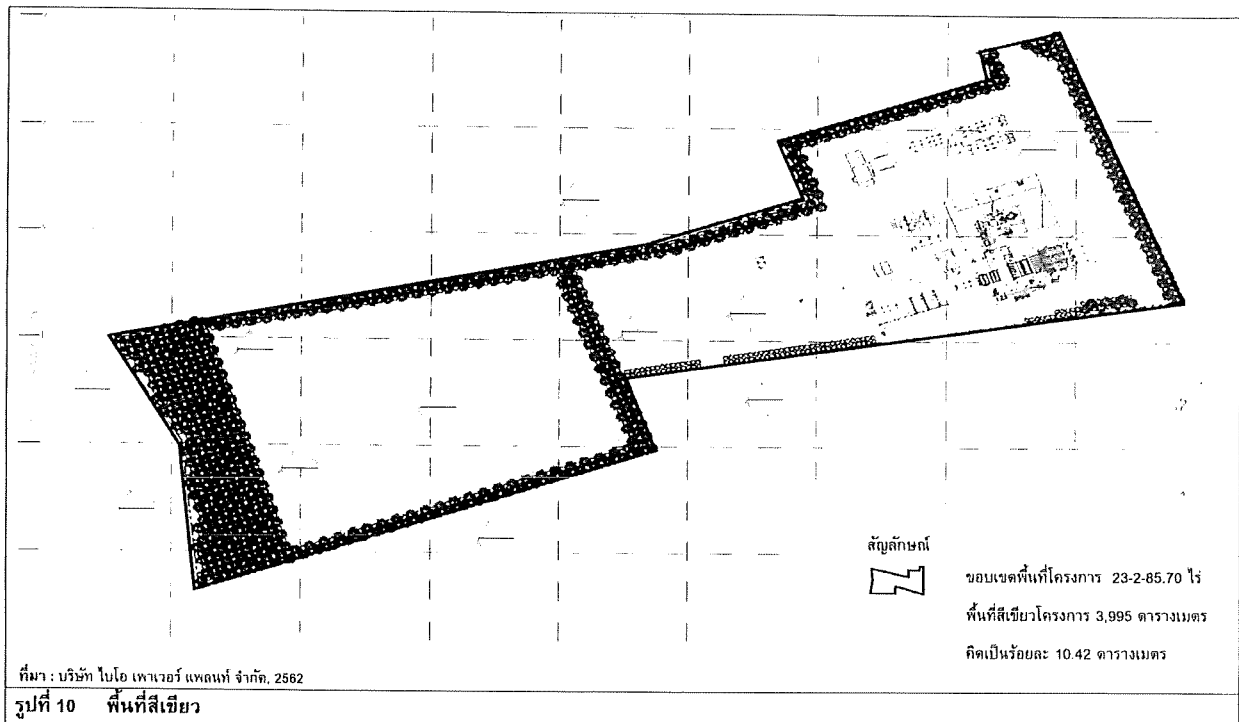 สัญลักษณ์
ขอบเขตพื้นที่โครงการ 23-2-85.70 ไร่
พื้นที่สีเขียวโครงการ 3,995 ตารางเมตร
คิดเป็นร้อยละ 10.42 ตารางเมตร
ที่มา : บริษัท ไบโอ เพาเวอร์ แพลนท์ จำกัด, 2562
รูปที่ 10 พื้นที่สีเขียว